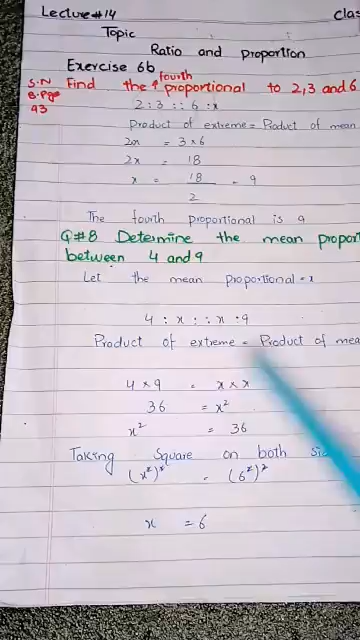 Lecture#14 Clas
Topic
Ratio and proportion
Exercise 6b
S.N Find the fourth proportional to 2,3 and 6
B.Pge
43
2 : 3 :: 6 : x
Product of extreme = Product of mean
2x = 3×6
2x = 18
x = 18/2 = 9
The fourth proportional is 9
Q#8 Determine the mean propor
between 4 and 9
Let the mean proportional = x
4 : x : : x : 9
Product of extreme = Product of mea
4 × 9 = x × x
36 = x²
x² = 36
Taking Square on both si
(x²)² = (6²)²
x = 6